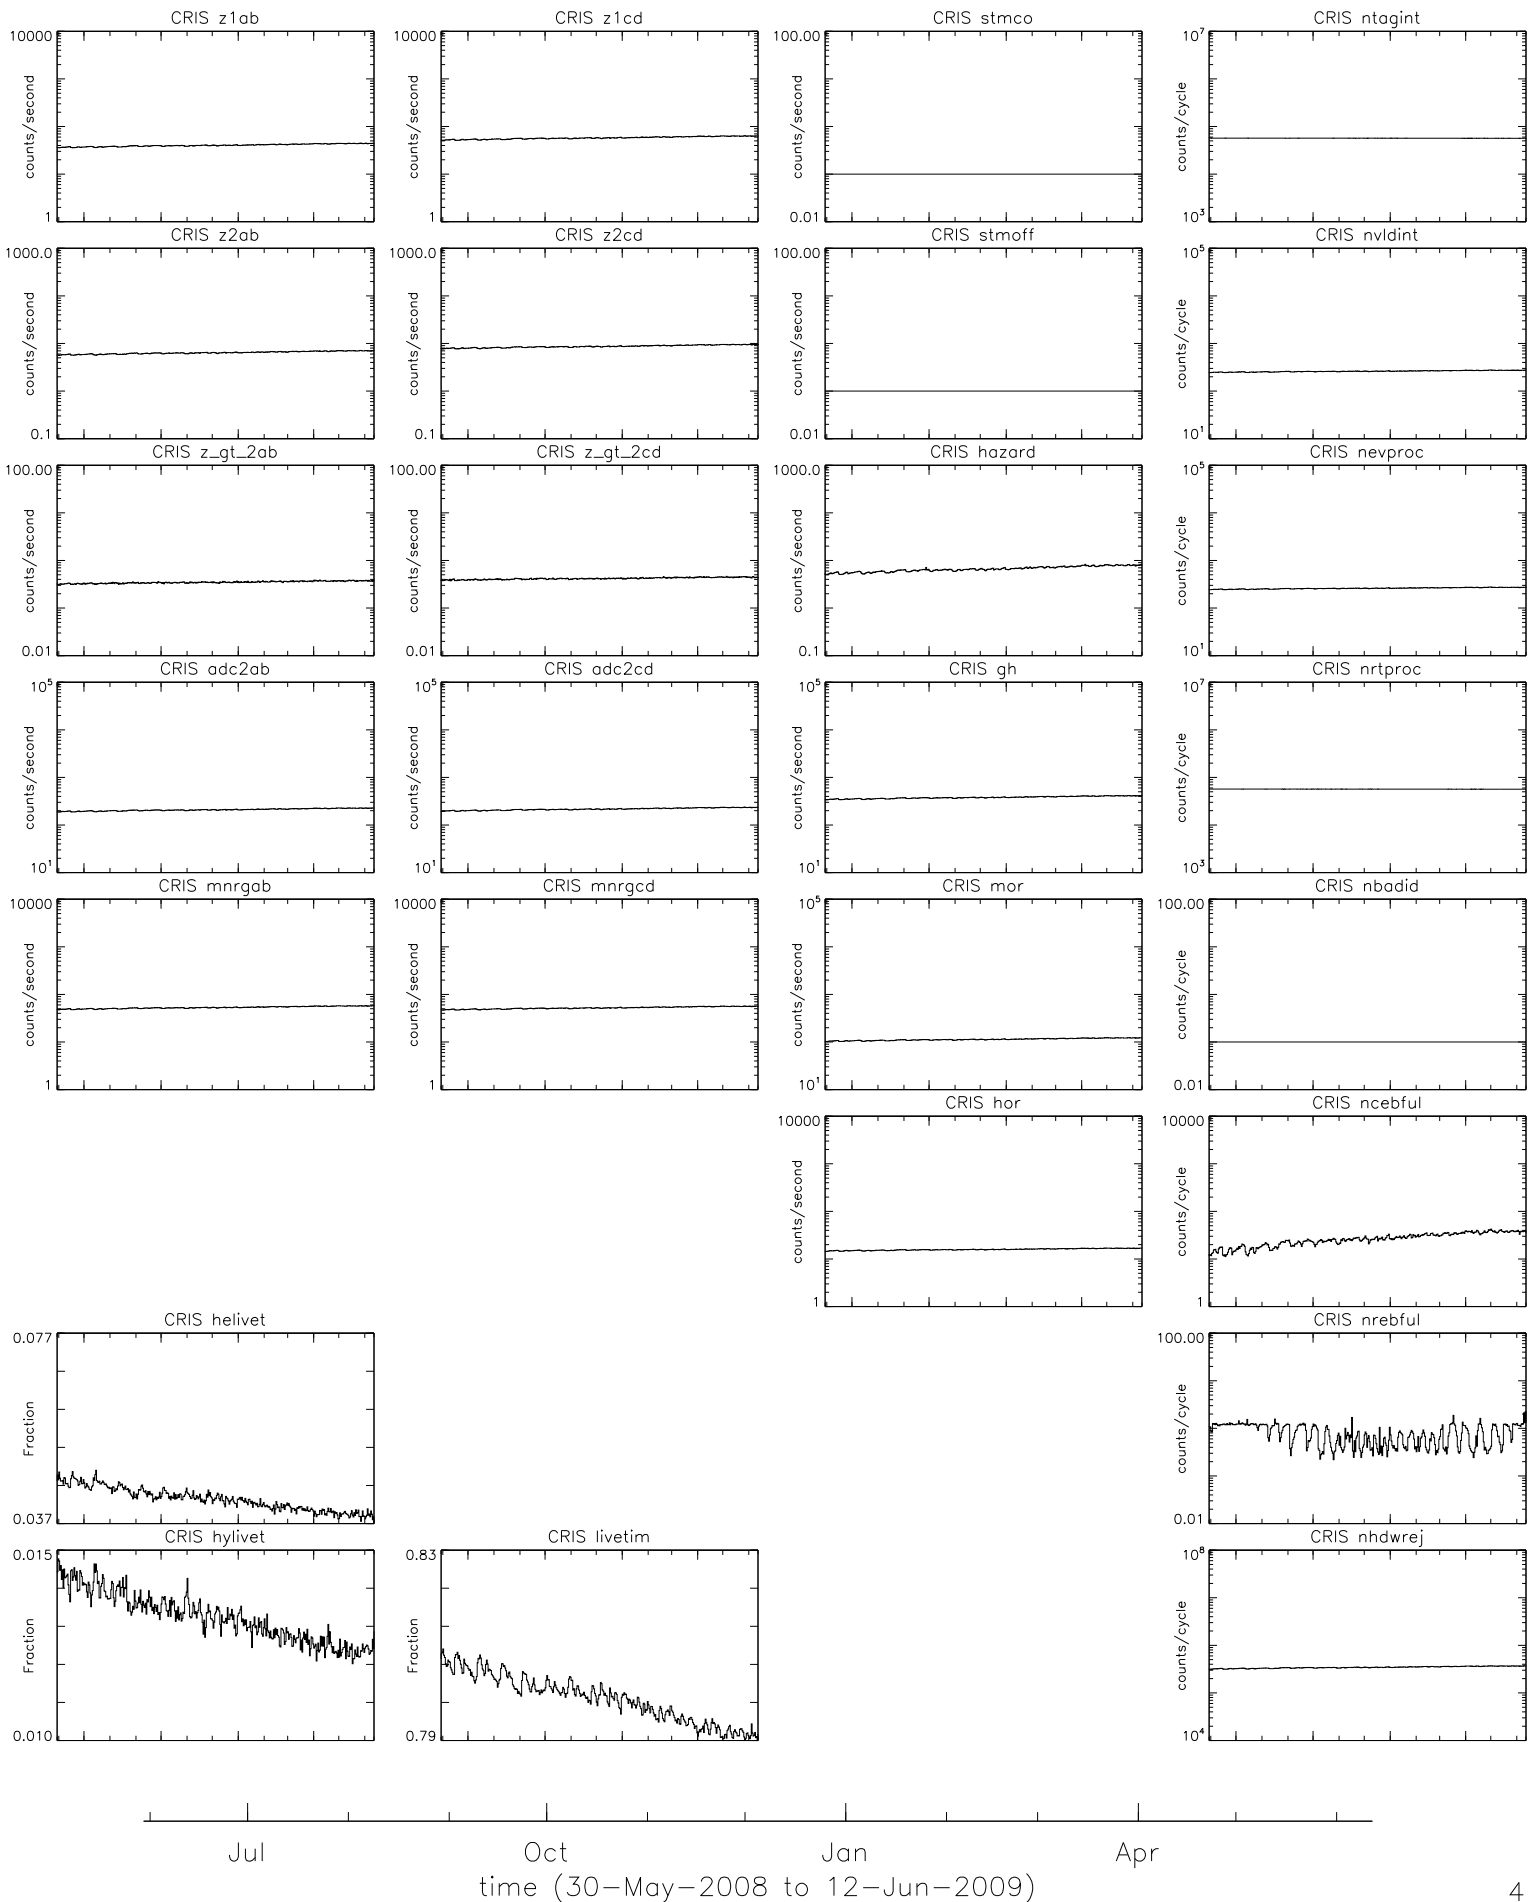 CRIS z1ab
CRIS z1cd
CRIS stmco
CRIS ntagint
10000
counts/second
1
10000
counts/second
1
100.00
counts/second
0.01
10⁷
counts/cycle
10³
CRIS z2ab
CRIS z2cd
CRIS stmoff
CRIS nvldint
1000.0
counts/second
0.1
1000.0
counts/second
0.1
100.00
counts/second
0.01
10⁵
counts/cycle
10¹
CRIS z_gt_2ab
CRIS z_gt_2cd
CRIS hazard
CRIS nevproc
100.00
counts/second
0.01
100.00
counts/second
0.01
1000.0
counts/second
0.1
10⁵
counts/cycle
10¹
CRIS adc2ab
CRIS adc2cd
CRIS gh
CRIS nrtproc
10⁵
counts/second
10¹
10⁵
counts/second
10¹
10⁵
counts/second
10¹
10⁷
counts/cycle
10³
CRIS mnrgab
CRIS mnrgcd
CRIS mor
CRIS nbadid
10000
counts/second
1
10000
counts/second
1
10⁵
counts/second
10¹
100.00
counts/cycle
0.01
CRIS hor
CRIS ncebful
10000
counts/second
1
10000
counts/cycle
1
CRIS helivet
CRIS nrebful
0.077
Fraction
0.037
100.00
counts/cycle
0.01
CRIS hylivet
CRIS livetim
CRIS nhdwrej
0.015
Fraction
0.010
0.83
Fraction
0.79
10⁸
counts/cycle
10⁴
Jul
Oct
Jan
Apr
time (30-May-2008 to 12-Jun-2009)
4